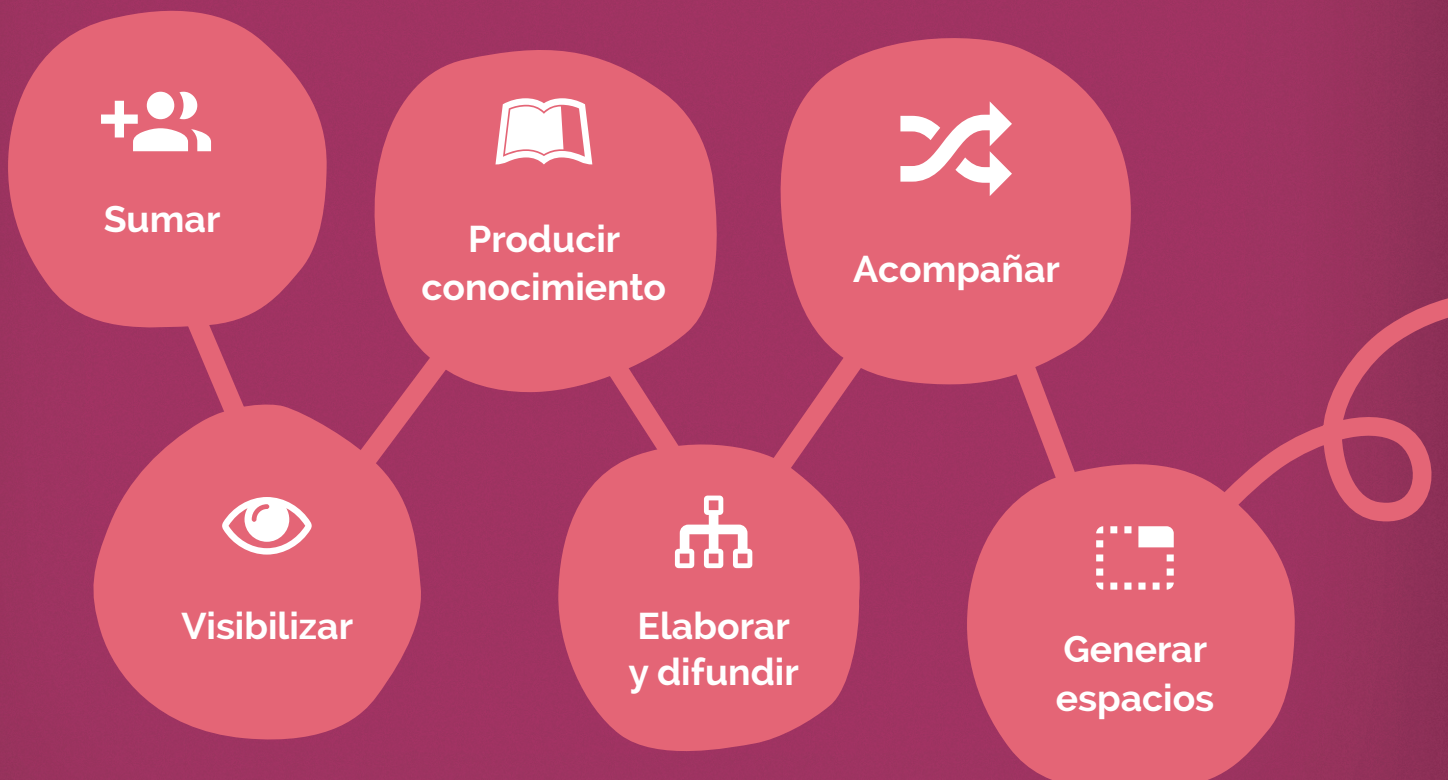 Sumar
Visibilizar
Producir
conocimiento
Elaborar
y difundir
Acompañar
Generar
espacios